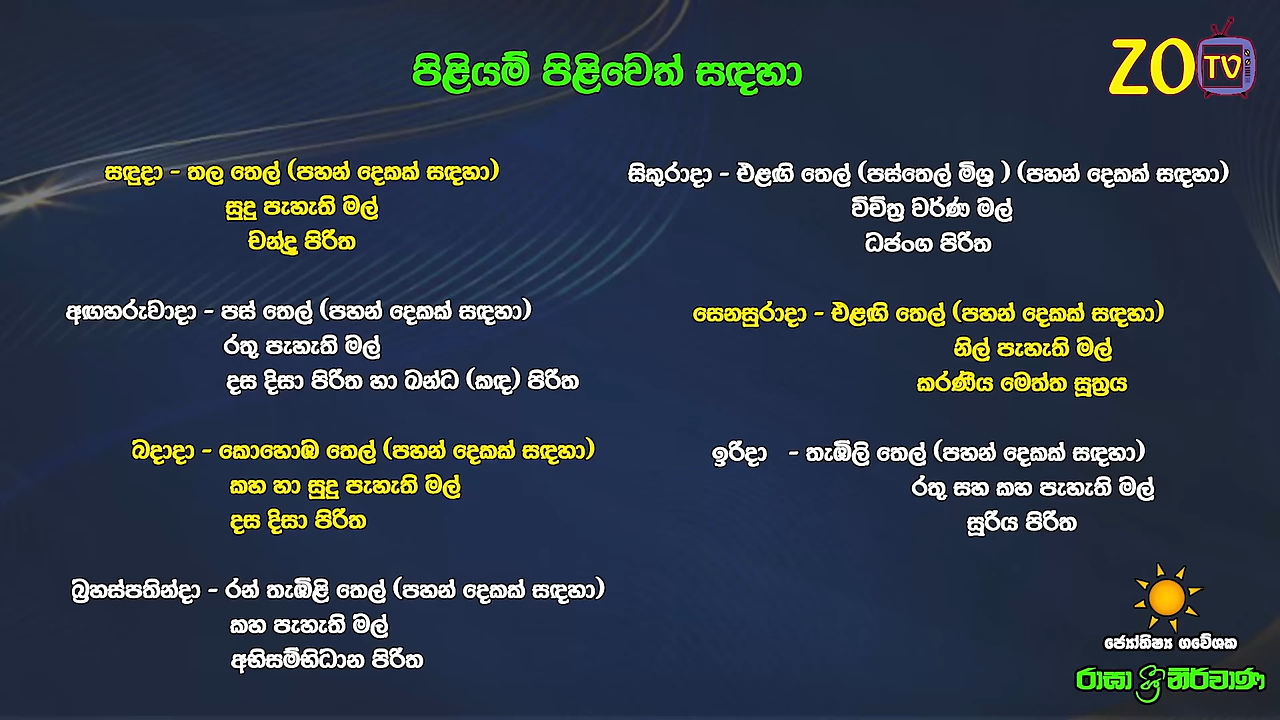 පිළියම් පිළිවෙත් සඳහා
ZO TV
සඳුදා - තල තෙල් (පහන් දෙකක් සඳහා)
සුදු පැහැති මල්
චන්ද්‍ර පිරිත
අඟහරුවාදා - පස් තෙල් (පහන් දෙකක් සඳහා)
රතු පැහැති මල්
දස දිසා පිරිත හා ඛන්ධ (කඳ) පිරිත
බදාදා - කොහොඹ තෙල් (පහන් දෙකක් සඳහා)
කහ හා සුදු පැහැති මල්
දස දිසා පිරිත
බ්‍රහස්පතින්දා - රන් තැඹිළි තෙල් (පහන් දෙකක් සඳහා)
කහ පැහැති මල්
අභිසම්භිධාන පිරිත
සිකුරාදා - එළඟි තෙල් (පස්තෙල් මිශ්‍ර ) (පහන් දෙකක් සඳහා)
විචිත්‍ර වර්ණ මල්
ධජංග පිරිත
සෙනසුරාදා - එළඟි තෙල් (පහන් දෙකක් සඳහා)
නිල් පැහැති මල්
කරණීය මෙත්ත සූත්‍රය
ඉරිදා - තැඹිලි තෙල් (පහන් දෙකක් සඳහා)
රතු සහ කහ පැහැති මල්
සූරිය පිරිත
ජ්‍යෝතිෂ්‍ය ගවේශක
රාඝා ශ්‍රී නිර්වාණ